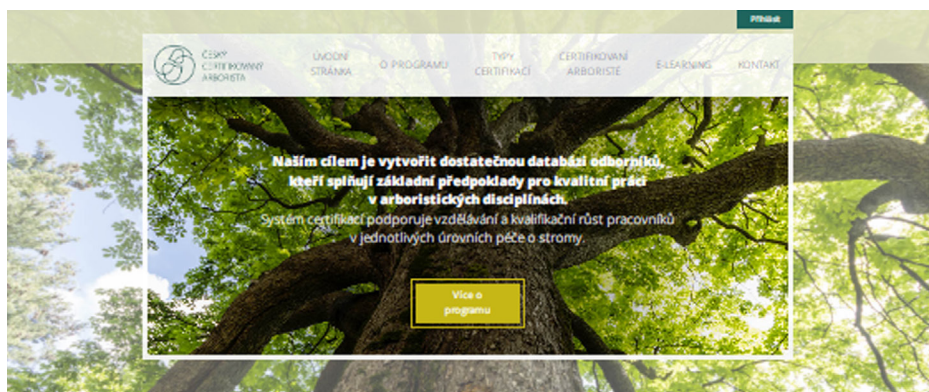 Přihlásit
ČESKÝ
CERTIFIKOVANÝ
ARBORISTA
ÚVODNÍ
STRÁNKA
O PROGRAMU
TYPY
CERTIFIKACÍ
CERTIFIKOVANÍ
ARBORISTÉ
E-LEARNING
KONTAKT
Naším cílem je vytvořit dostatečnou databázi odborníků,
kteří splňují základní předpoklady pro kvalitní práci
v arboristických disciplínách.
Systém certifikací podporuje vzdělávání a kvalifikační růst pracovníků
v jednotlivých úrovních péče o stromy.
Více o
programu